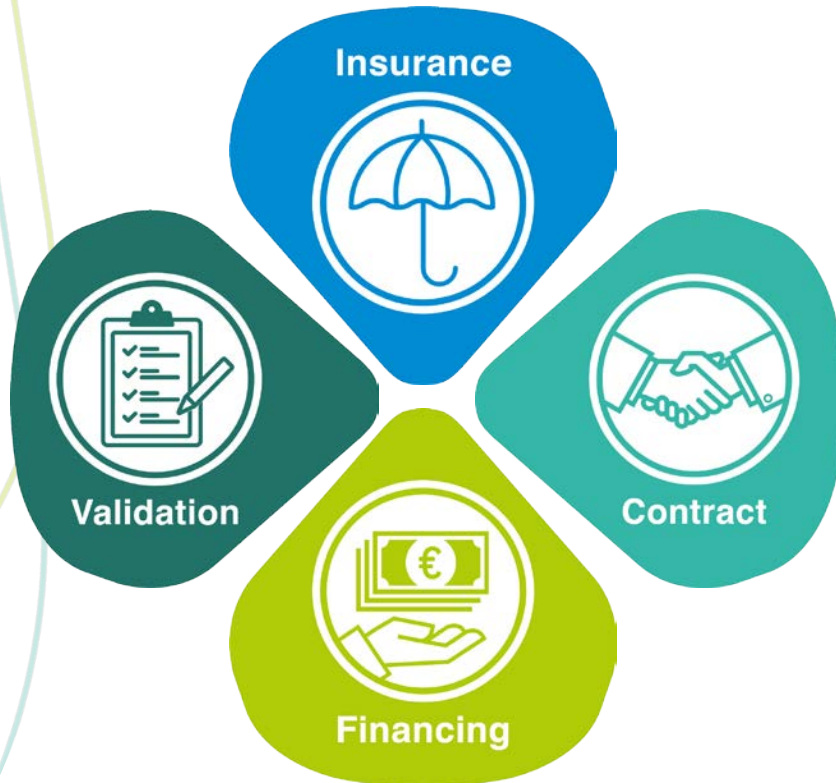 Insurance
Validation
Contract
€
Financing